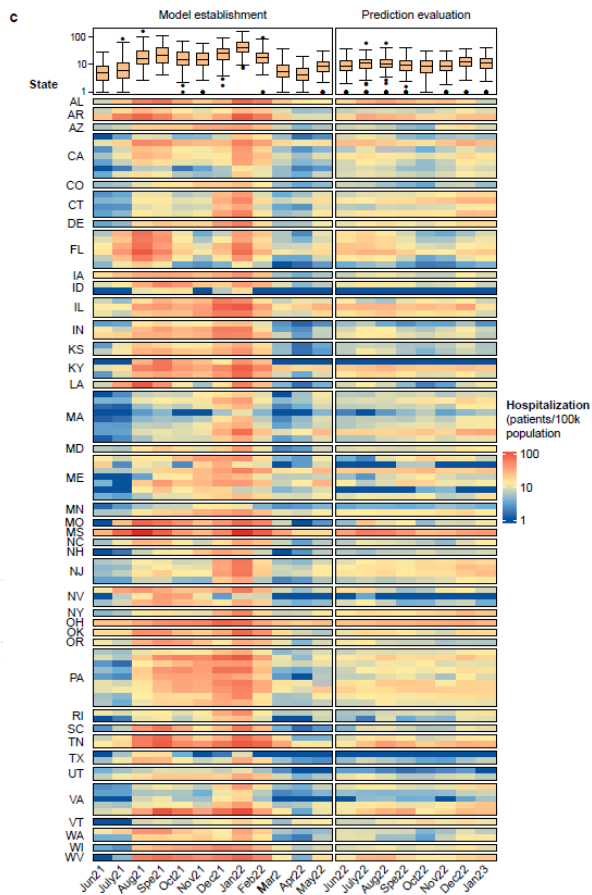 c
Model establishment
Prediction evaluation
100
10
1
State
AL
AR
AZ
CA
CO
CT
DE
FL
IA
ID
IL
IN
KS
KY
LA
MA
MD
ME
MN
MO
MS
NC
NH
NJ
NV
NY
OH
OK
OR
PA
RI
SC
TN
TX
UT
VA
VT
WA
WI
WV
Hospitalization
(patients/100k
population
100
10
1
Jun21
July21
Aug21
Spe21
Oct21
Nov21
Dec21
Jan22
Feb22
Mar2
Apr22
May22
Jun22
July22
Aug22
Spe22
Oct22
Nov22
Dec22
Jan23